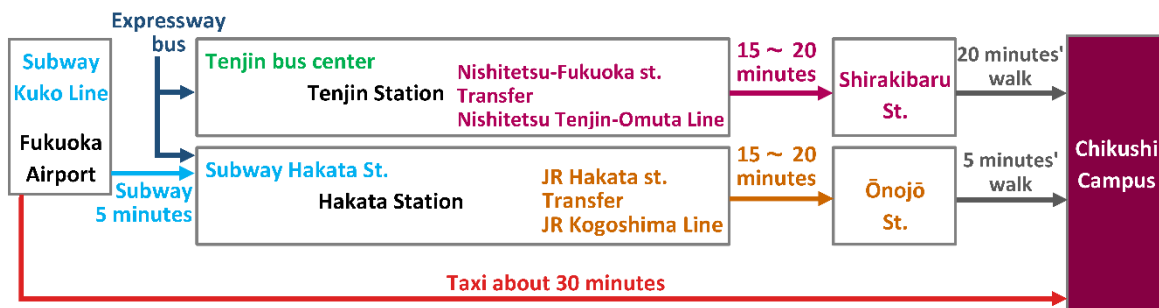 Expressway
bus
Subway
Kuko Line
Fukuoka
Airport
Subway
5 minutes
Tenjin bus center
Tenjin Station
Nishitetsu-Fukuoka st.
Transfer
Nishitetsu Tenjin-Omuta Line
15 ~ 20
minutes
Shirakibaru
St.
20 minutes'
walk
Subway Hakata St.
Hakata Station
JR Hakata st.
Transfer
JR Kogoshima Line
15 ~ 20
minutes
Ōnojō
St.
5 minutes'
walk
Chikushi
Campus
Taxi about 30 minutes